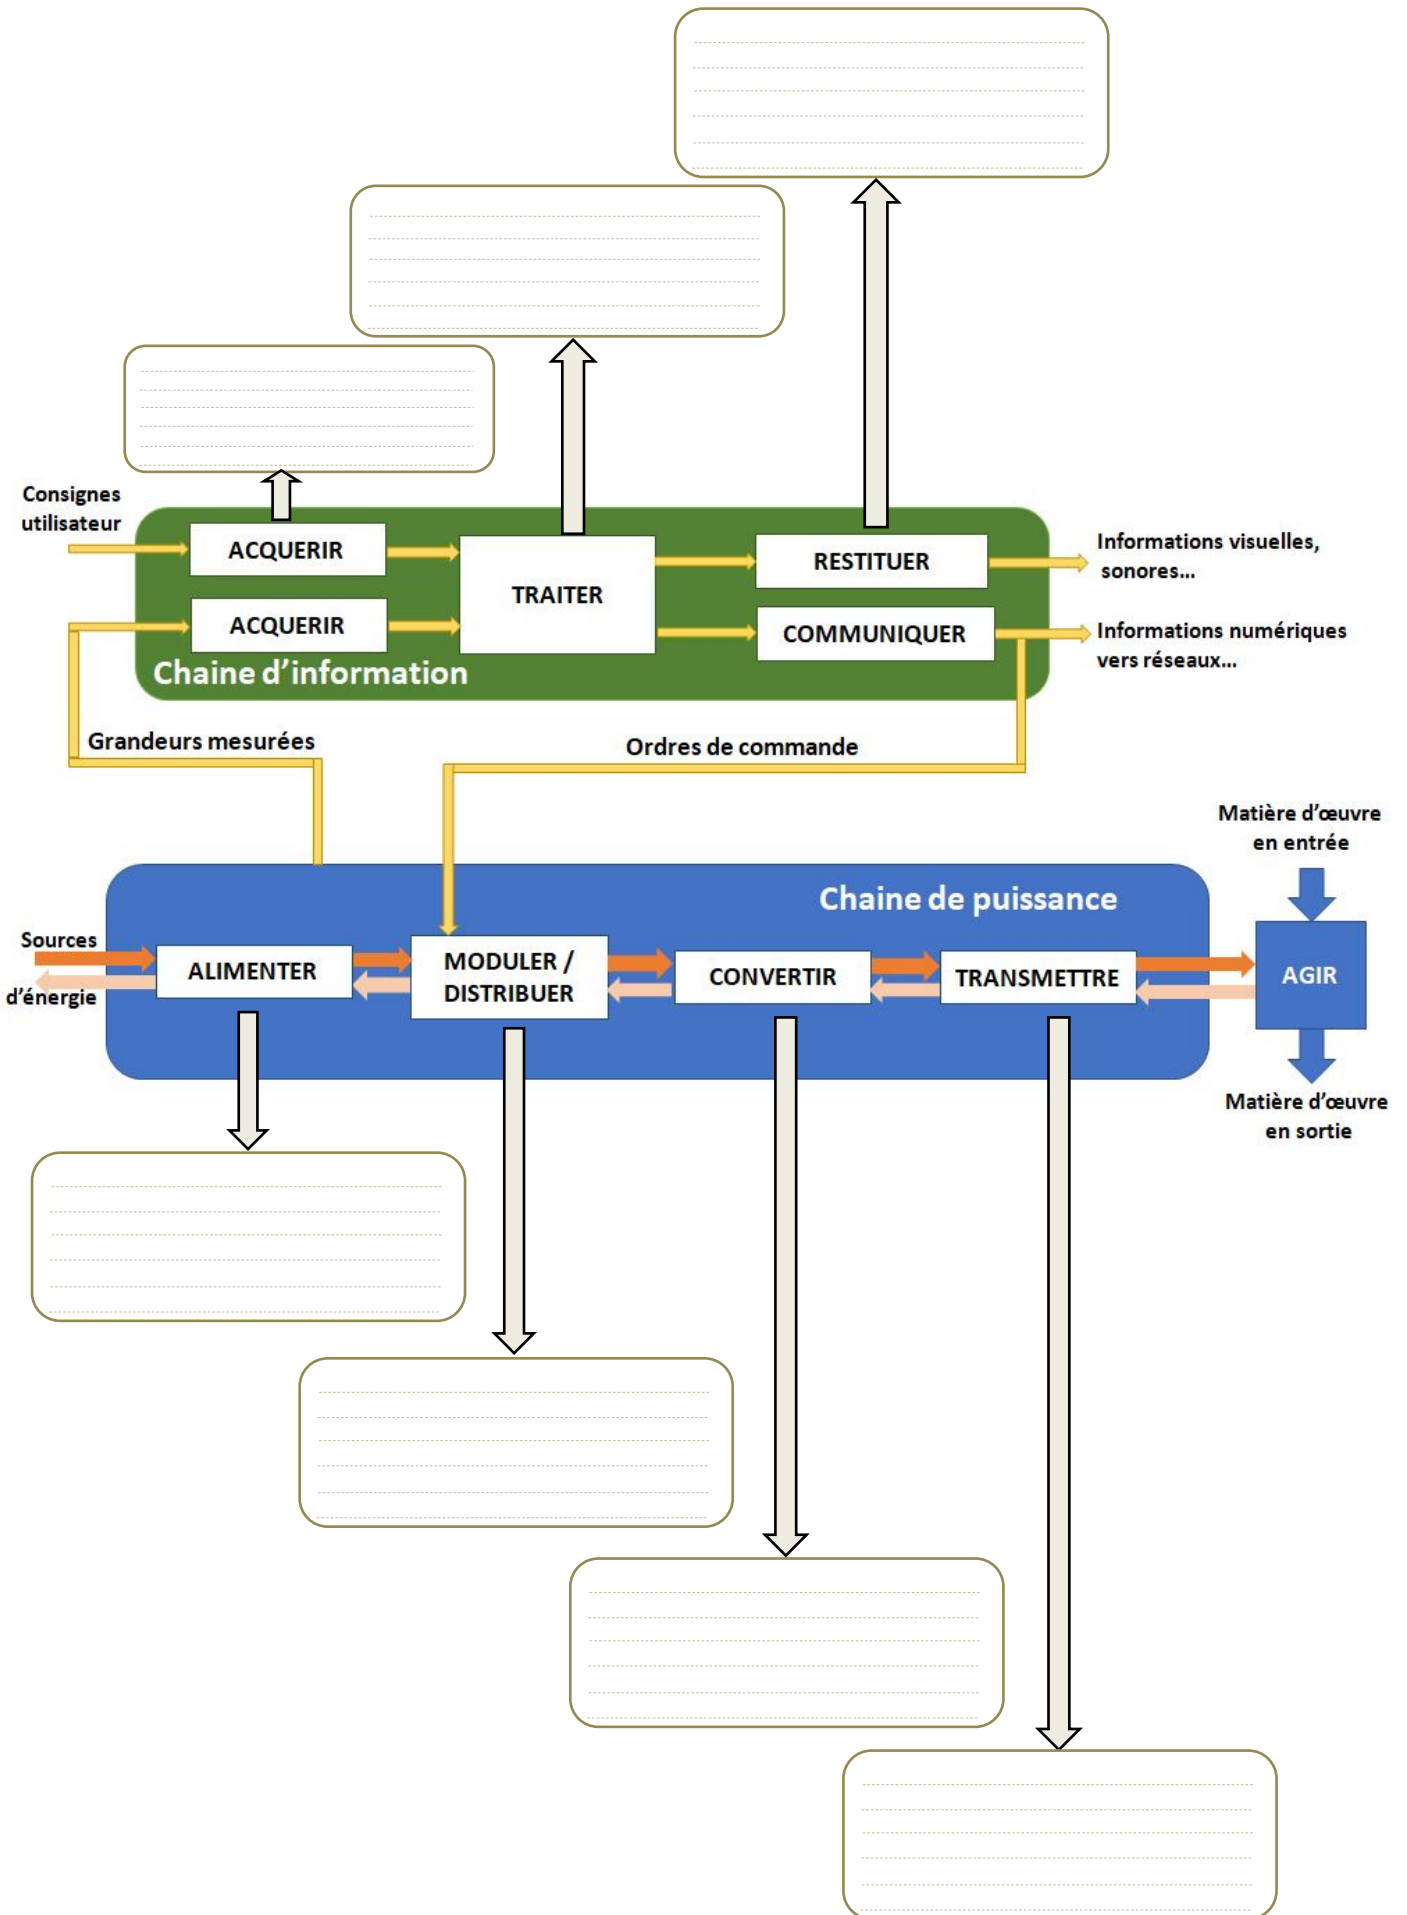 Consignes
utilisateur
ACQUERIR
TRAITER
RESTITUER
Informations visuelles,
sonores...
ACQUERIR
COMMUNIQUER
Informations numériques
vers réseaux...
Chaine d’information
Grandeurs mesurées
Ordres de commande
Matière d’œuvre
en entrée
Chaine de puissance
Sources
d’énergie
ALIMENTER
MODULER /
DISTRIBUER
CONVERTIR
TRANSMETTRE
AGIR
Matière d’œuvre
en sortie